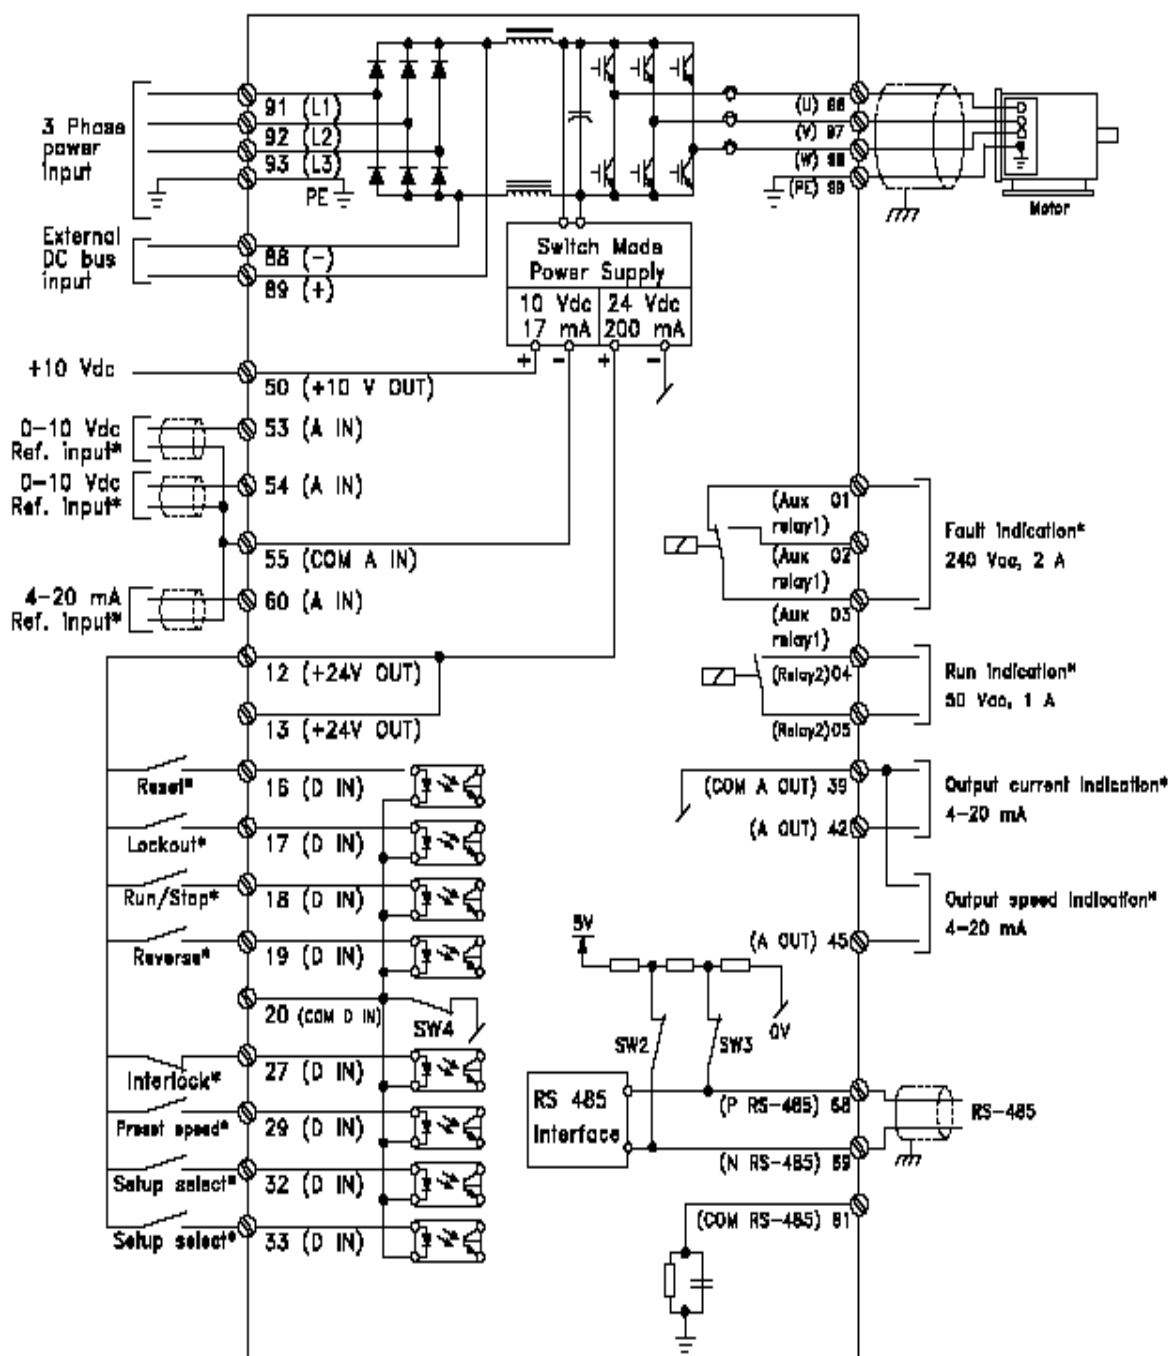 3 Phase
power
input
91 (L1)
92 (L2)
93 (L3)
PE
External
DC bus
input
88 (-)
89 (+)
Switch Mode
Power Supply
10 Vdc
17 mA
24 Vdc
200 mA
+ - + -
(U) 96
(V) 97
(W) 98
(PE) 99
Motor
+10 Vdc
50 (+10 V OUT)
0-10 Vdc
Ref. input*
53 (A IN)
0-10 Vdc
Ref. input*
54 (A IN)
55 (COM A IN)
4-20 mA
Ref. input*
60 (A IN)
12 (+24V OUT)
13 (+24V OUT)
Reset*
16 (D IN)
Lockout*
17 (D IN)
Run/Stop*
18 (D IN)
Reverse*
19 (D IN)
20 (COM D IN)
SW4
Interlock*
27 (D IN)
Preset speed*
29 (D IN)
Setup select*
32 (D IN)
Setup select*
33 (D IN)
(Aux 01
relay1)
(Aux 02
relay1)
(Aux 03
relay1)
Fault indication*
240 Vac, 2 A
(Relay2)04
(Relay2)05
Run indication*
50 Vac, 1 A
(COM A OUT) 39
(A OUT) 42
Output current indication*
4-20 mA
(A OUT) 45
Output speed indication*
4-20 mA
5V
0V
SW2
SW3
RS 485
Interface
(P RS-485) 68
(N RS-485) 69
RS-485
(COM RS-485) 61